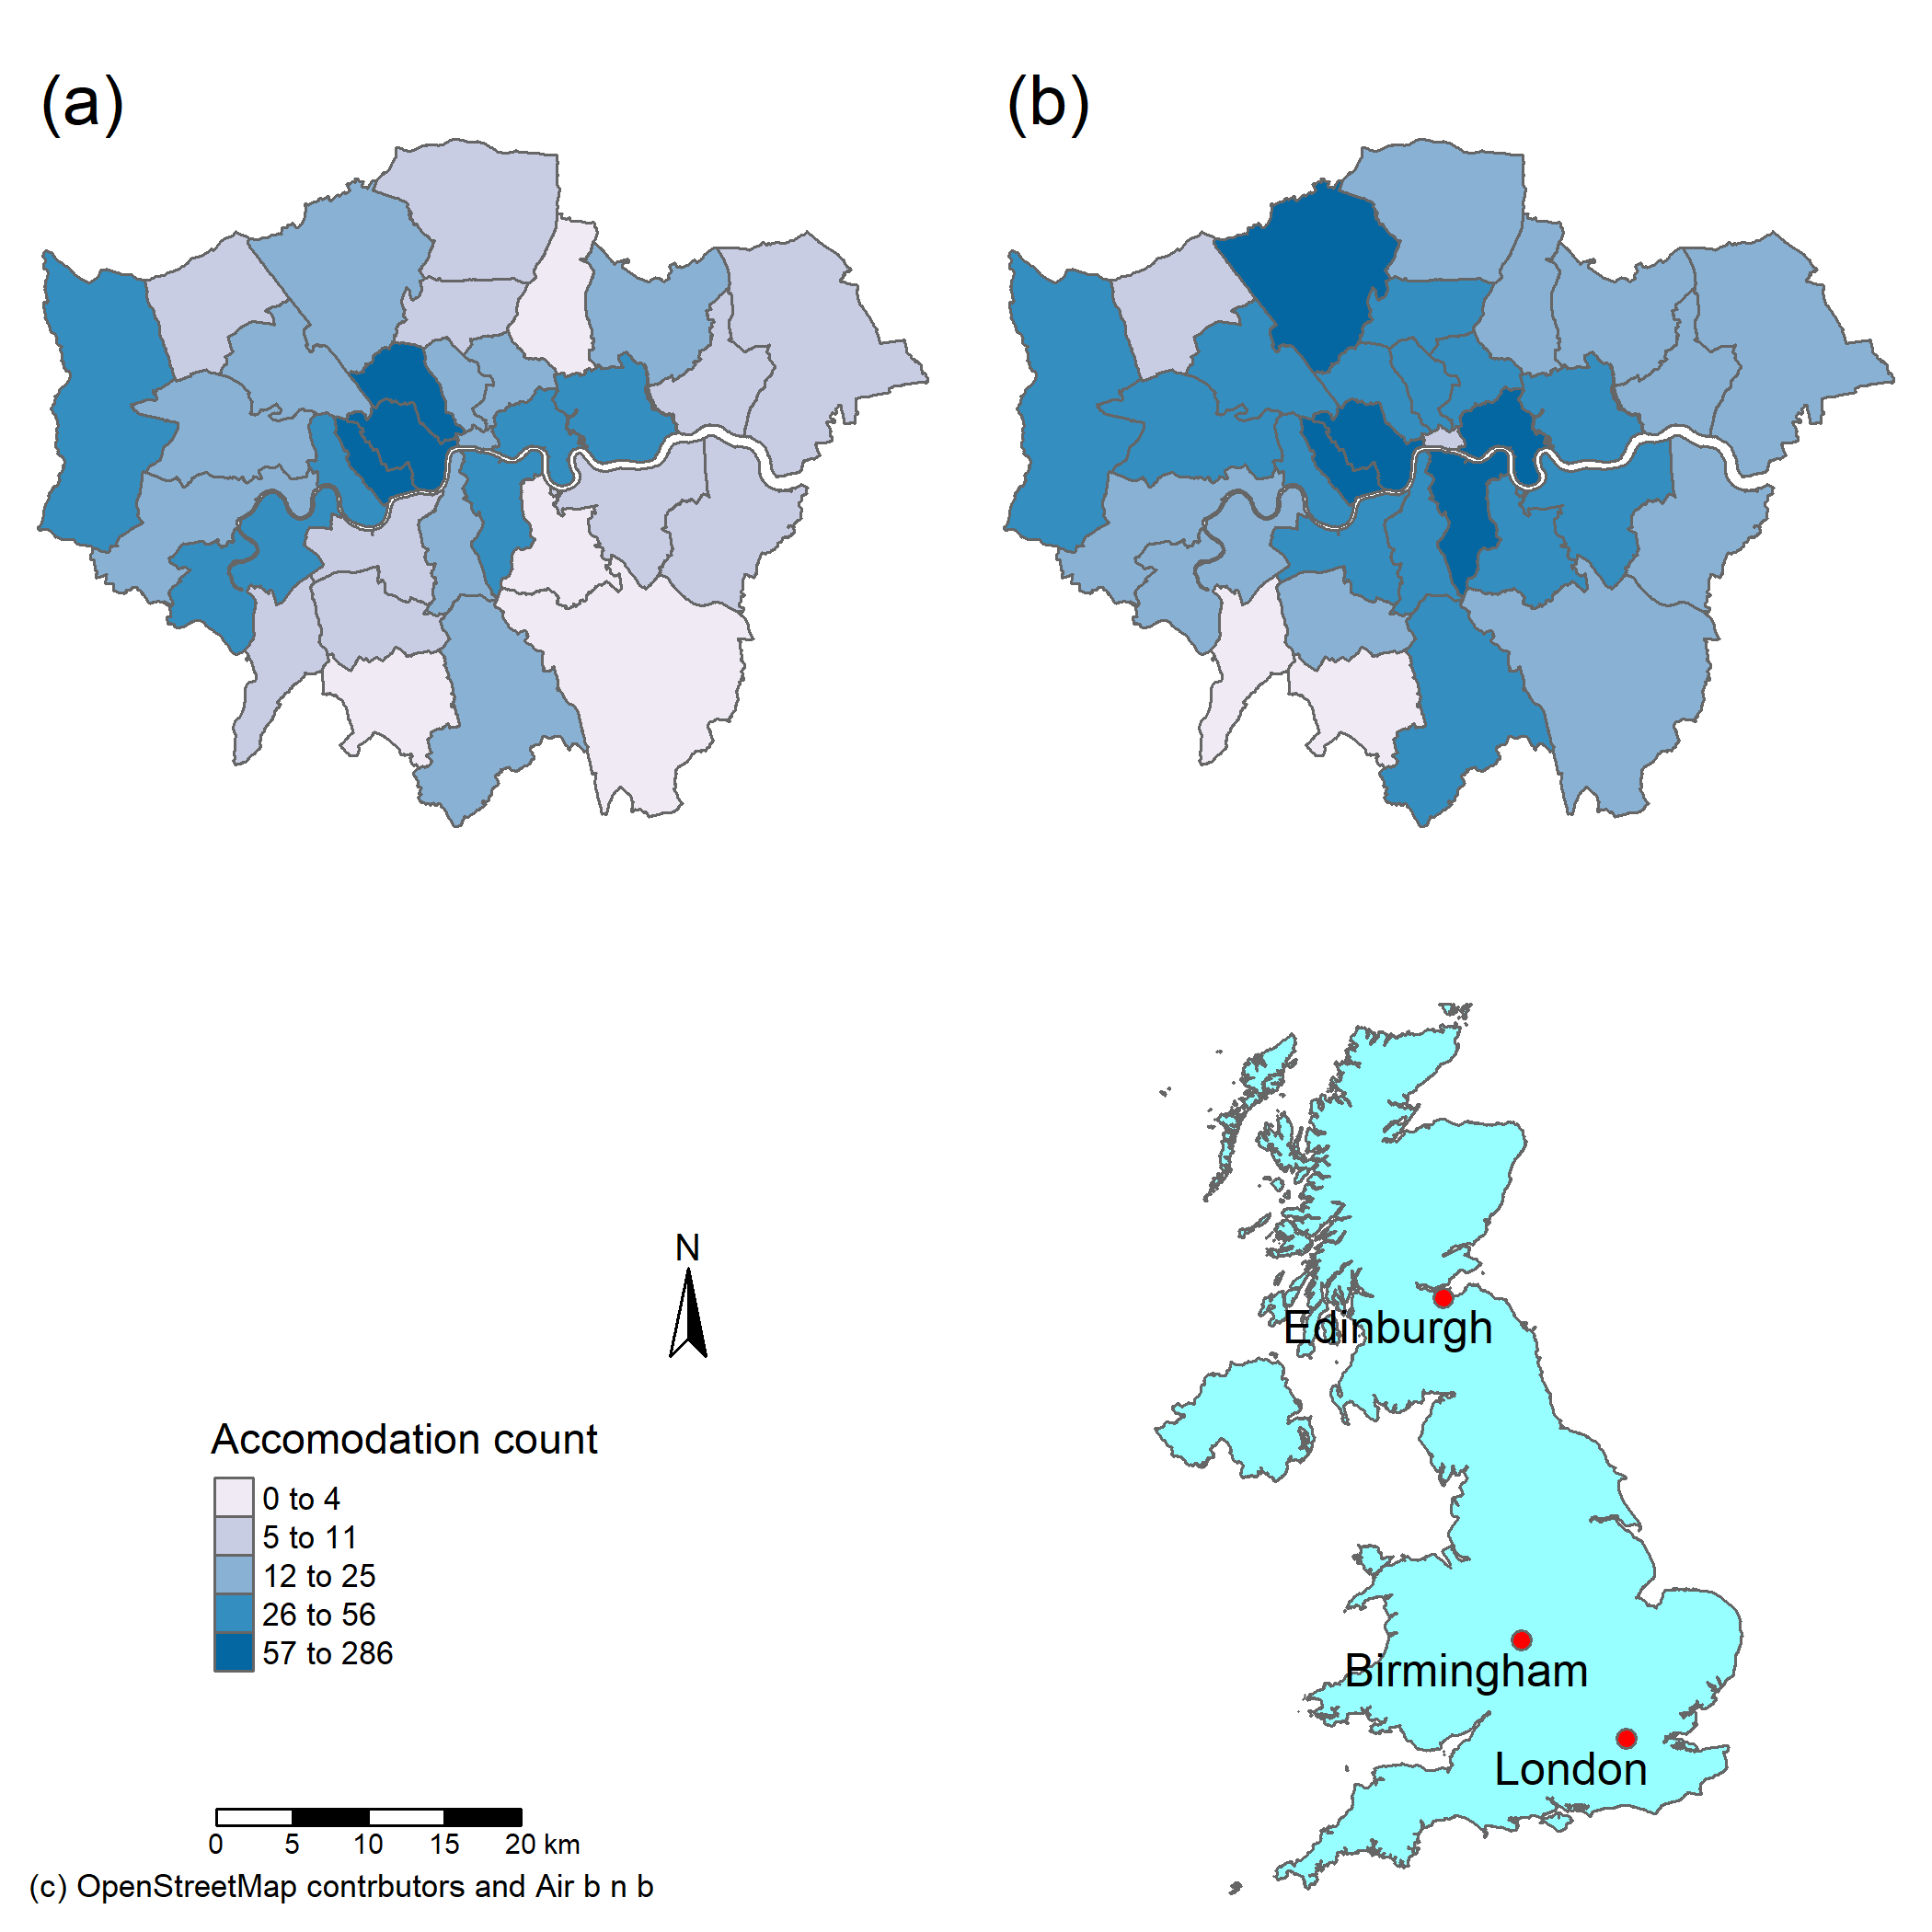 (a)
(b)
N
Edinburgh
Accomodation count
0 to 4
5 to 11
12 to 25
26 to 56
57 to 286
Birmingham
London
0 5 10 15 20 km
(c) OpenStreetMap contrbutors and Air b n b